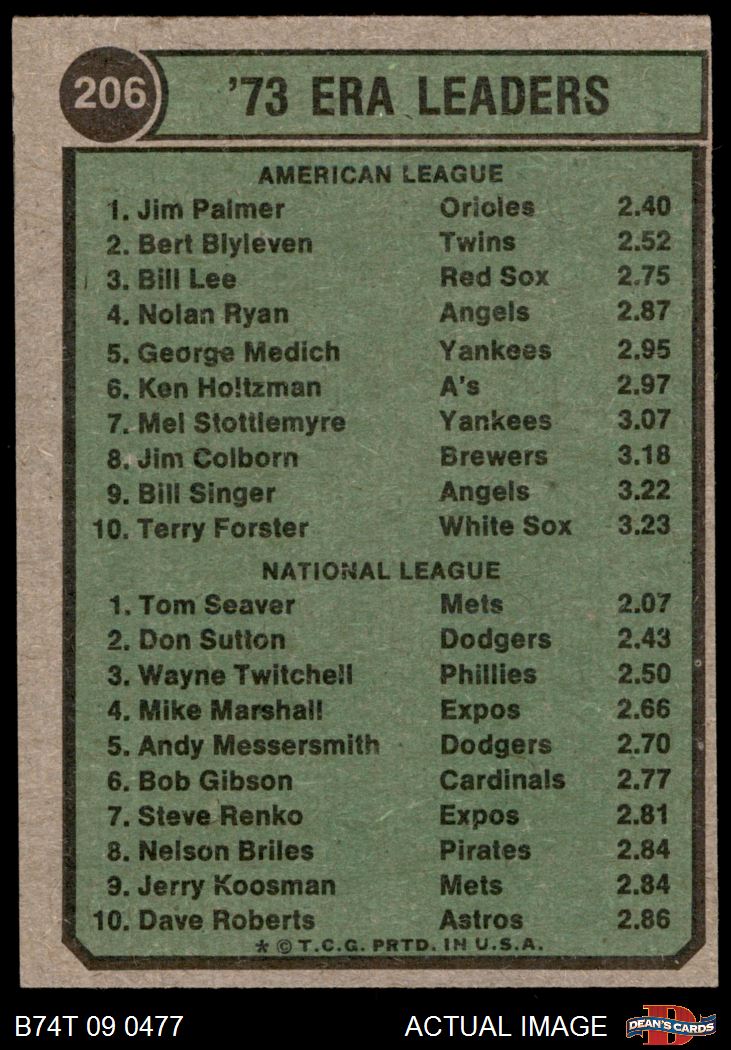 206 '73 ERA LEADERS
AMERICAN LEAGUE
1. Jim Palmer Orioles 2.40
2. Bert Blyleven Twins 2.52
3. Bill Lee Red Sox 2.75
4. Nolan Ryan Angels 2.87
5. George Medich Yankees 2.95
6. Ken Holtzman A's 2.97
7. Mel Stottlemyre Yankees 3.07
8. Jim Colborn Brewers 3.18
9. Bill Singer Angels 3.22
10. Terry Forster White Sox 3.23
NATIONAL LEAGUE
1. Tom Seaver Mets 2.07
2. Don Sutton Dodgers 2.43
3. Wayne Twitchell Phillies 2.50
4. Mike Marshall Expos 2.66
5. Andy Messersmith Dodgers 2.70
6. Bob Gibson Cardinals 2.77
7. Steve Renko Expos 2.81
8. Nelson Briles Pirates 2.84
9. Jerry Koosman Mets 2.84
10. Dave Roberts Astros 2.86
* © T.C.G. PRTD. IN U.S.A.
B74T 09 0477 ACTUAL IMAGE D DEAN'S CARDS